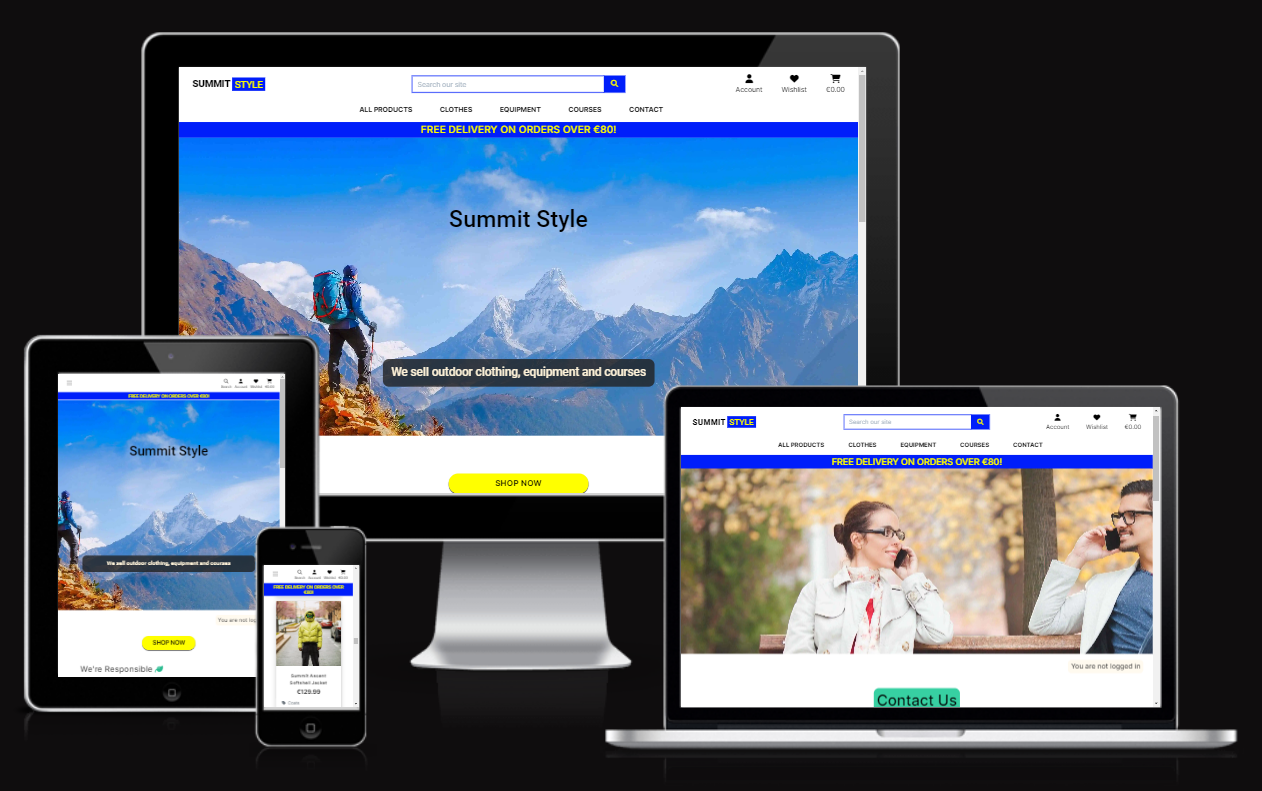 SUMMIT STYLE
Search our site
Account
Wishlist
€0.00
ALL PRODUCTS CLOTHES EQUIPMENT COURSES CONTACT
FREE DELIVERY ON ORDERS OVER €80!
Summit Style
We sell outdoor clothing, equipment and courses
SHOP NOW
Search Account Wishlist €0.00
FREE DELIVERY ON ORDERS OVER €80!
Summit Style
We sell outdoor clothing, equipment and courses
You are not log
SHOP NOW
We're Responsible
Search Account Wishlist €0.00
FREE DELIVERY ON ORDERS OVER
€80!
Summit Ascent
Softshell Jacket
€129.99
SUMMIT STYLE
Search our site
Account
Wishlist
€0.00
ALL PRODUCTS CLOTHES EQUIPMENT COURSES CONTACT
FREE DELIVERY ON ORDERS OVER €80!
You are not logged in
Contact Us